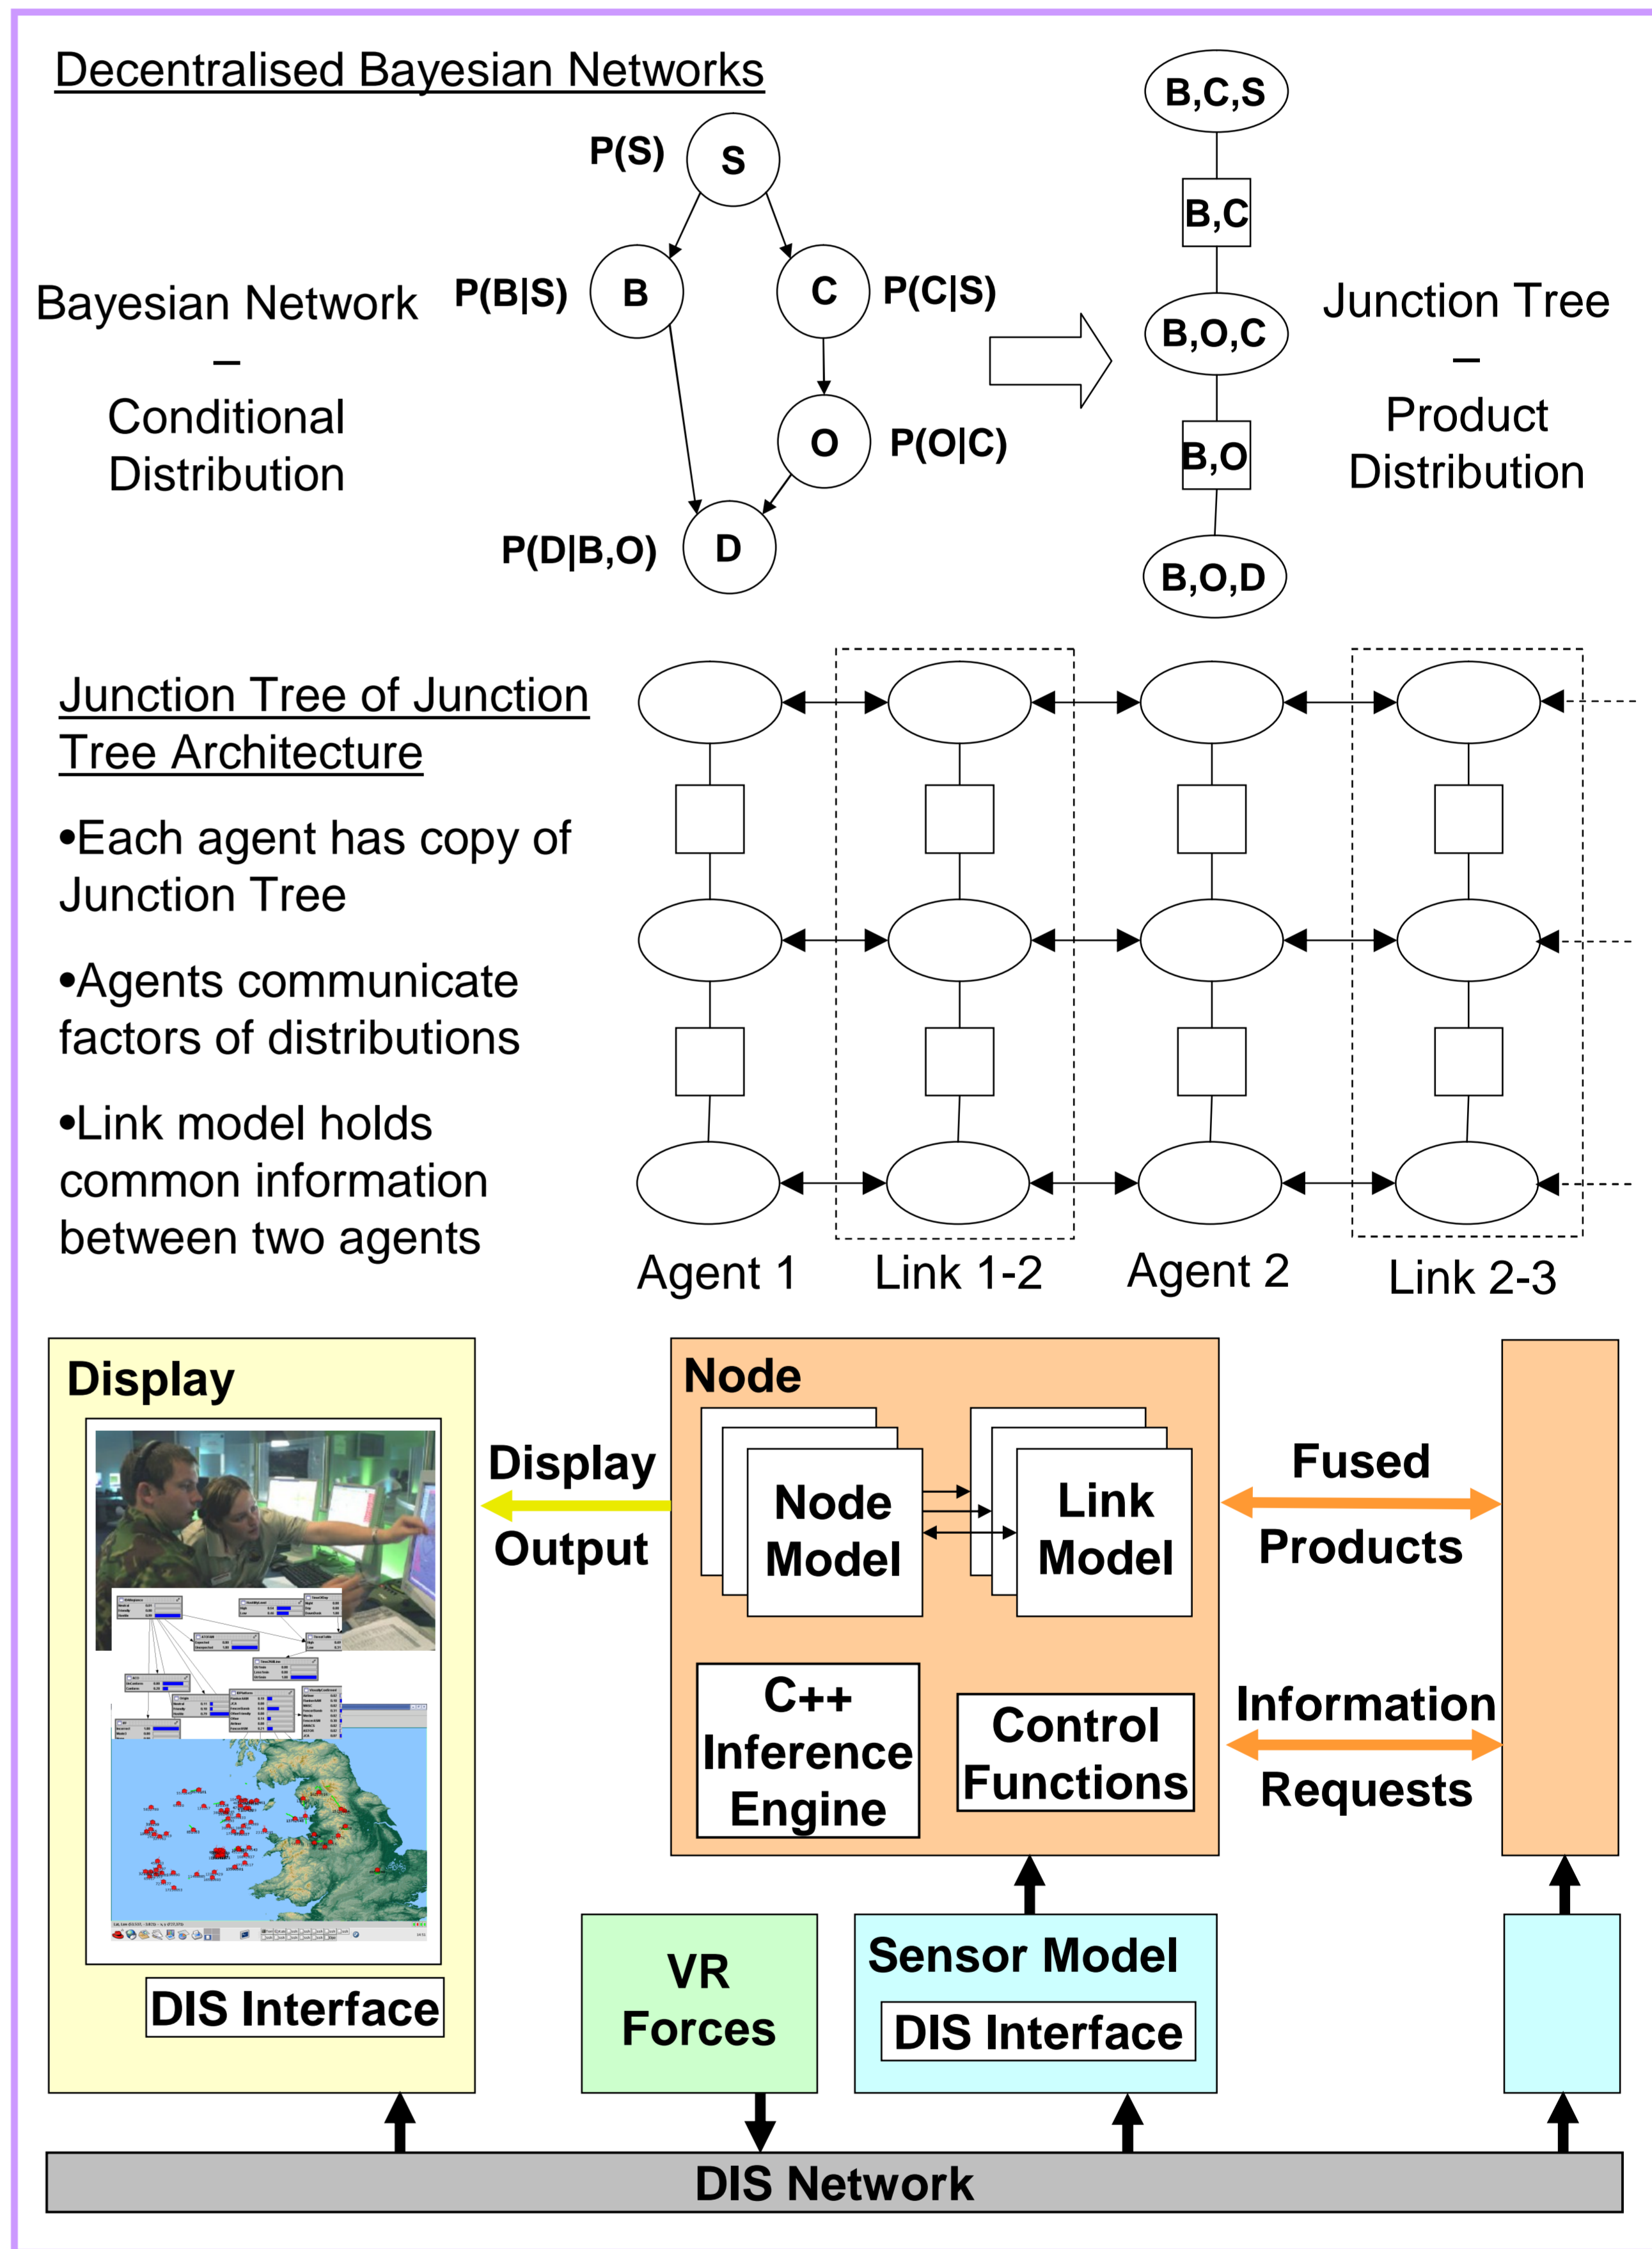 Decentralised Bayesian Networks
P(S)
S
P(B|S)
B
C
P(C|S)
O
P(O|C)
P(D|B,O)
D
Bayesian Network
–
Conditional
Distribution
B,C,S
B,C
B,O,C
B,O
B,O,D
Junction Tree
–
Product
Distribution
Junction Tree of Junction
Tree Architecture
•Each agent has copy of
Junction Tree
•Agents communicate
factors of distributions
•Link model holds
common information
between two agents
Agent 1
Link 1-2
Agent 2
Link 2-3
Display
DIS Interface
Display
Output
Node
Node
Model
Link
Model
C++
Inference
Engine
Control
Functions
Fused
Products
Information
Requests
VR
Forces
Sensor Model
DIS Interface
DIS Network